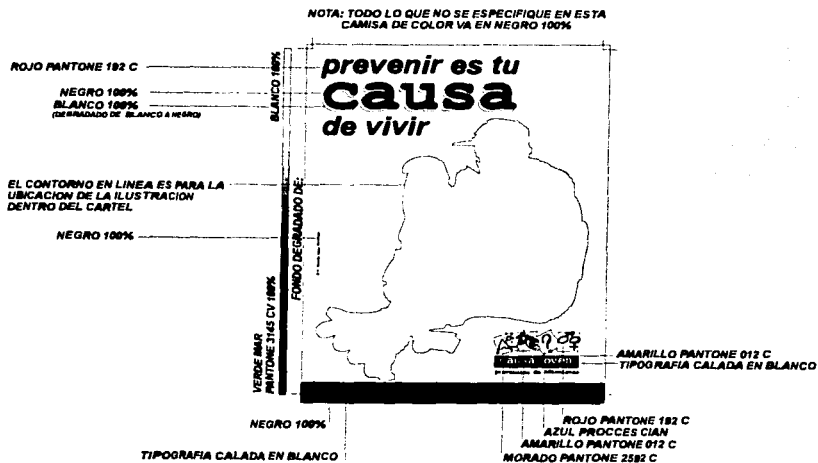 NOTA: TODO LO QUE NO SE ESPECIFIQUE EN ESTA
CAMISA DE COLOR VA EN NEGRO 100%
ROJO PANTONE 192 C
NEGRO 100%
BLANCO 100%
(DEGRADADO DE BLANCO A NEGRO)
EL CONTORNO EN LINEA ES PARA LA
UBICACION DE LA ILUSTRACION
DENTRO DEL CARTEL
NEGRO 100%
BLANCO 100%
FONDO DEGRADADO DE:
VERDE MAR
PANTONE 3145 CV 100%
prevenir es tu
causa
de vivir
AMARILLO PANTONE 012 C
TIPOGRAFIA CALADA EN BLANCO
NEGRO 100%
TIPOGRAFIA CALADA EN BLANCO
ROJO PANTONE 192 C
AZUL PROCCES CIAN
AMARILLO PANTONE 012 C
MORADO PANTONE 2592 C